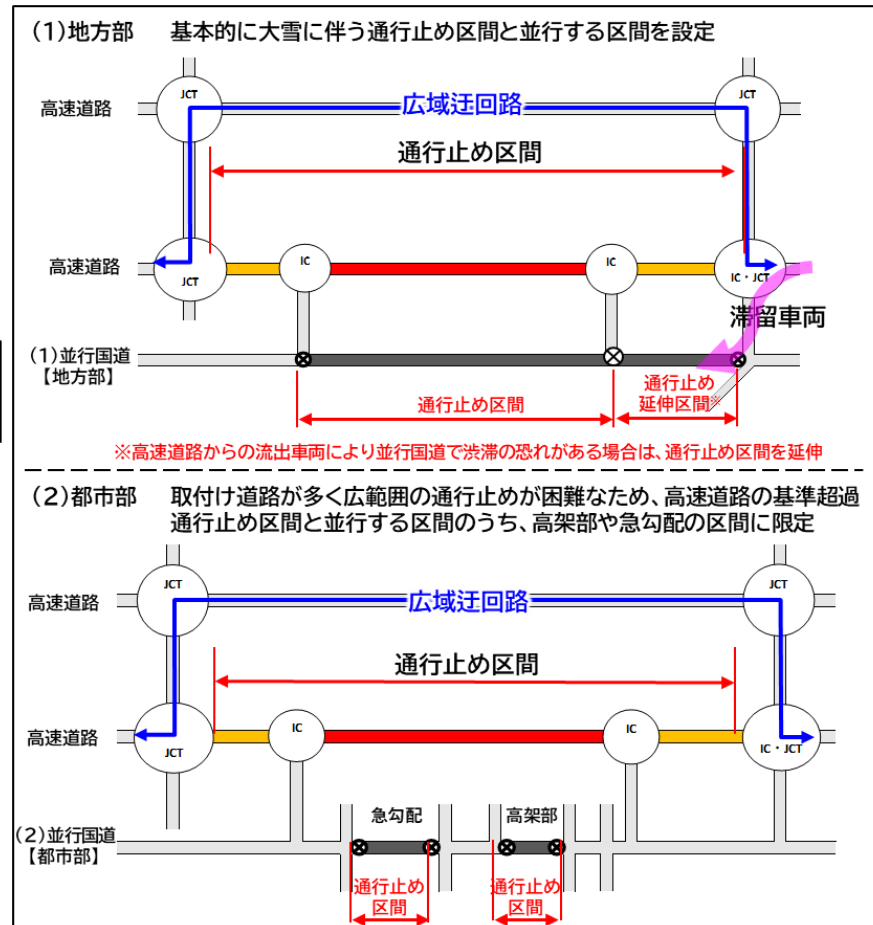 (1)地方部 基本的に大雪に伴う通行止め区間と並行する区間を設定
JCT
JCT
高速道路
広域迂回路
通行止め区間
高速道路
JCT
IC
IC
IC・JCT
滞留車両
(1)並行国道
【地方部】
通行止め区間
通行止め
延伸区間※
※高速道路からの流出車両により並行国道で渋滞の恐れがある場合は、通行止め区間を延伸
(2)都市部 取付け道路が多く広範囲の通行止めが困難なため、高速道路の基準超過
通行止め区間と並行する区間のうち、高架部や急勾配の区間に限定
JCT
JCT
高速道路
広域迂回路
通行止め区間
高速道路
JCT
IC
IC
IC・JCT
急勾配
高架部
(2)並行国道
【都市部】
通行止め
区間
通行止め
区間